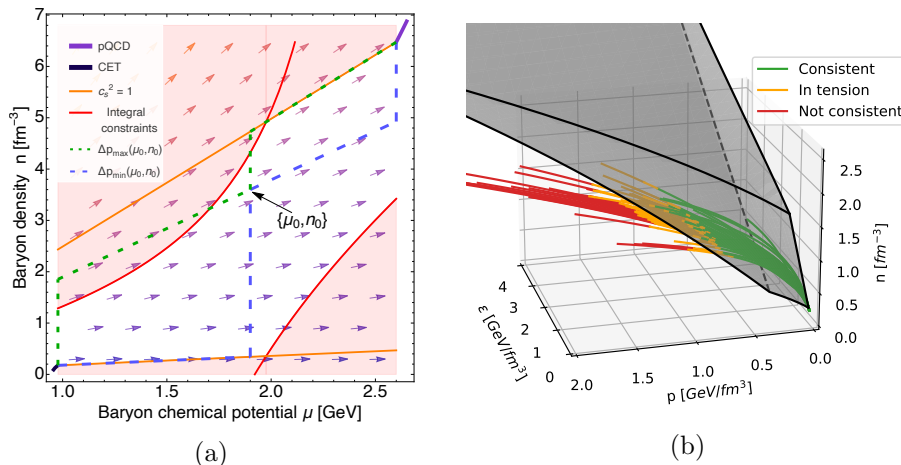 7
6
5
4
3
2
1
0
Baryon density n [fm⁻³]
pQCD
CET
c_s² = 1
Integral
constraints
Δp_max(μ₀,n₀)
Δp_min(μ₀,n₀)
{μ₀,n₀}
1.0 1.5 2.0 2.5
Baryon chemical potential μ [GeV]
(a)
Consistent
In tension
Not consistent
2.5
2.0
1.5
1.0
0.5
0.0
n [fm⁻³]
4
3
2
1
0
ε [GeV/fm³]
2.0 1.5 1.0 0.5 0.0
p [GeV/fm³]
(b)